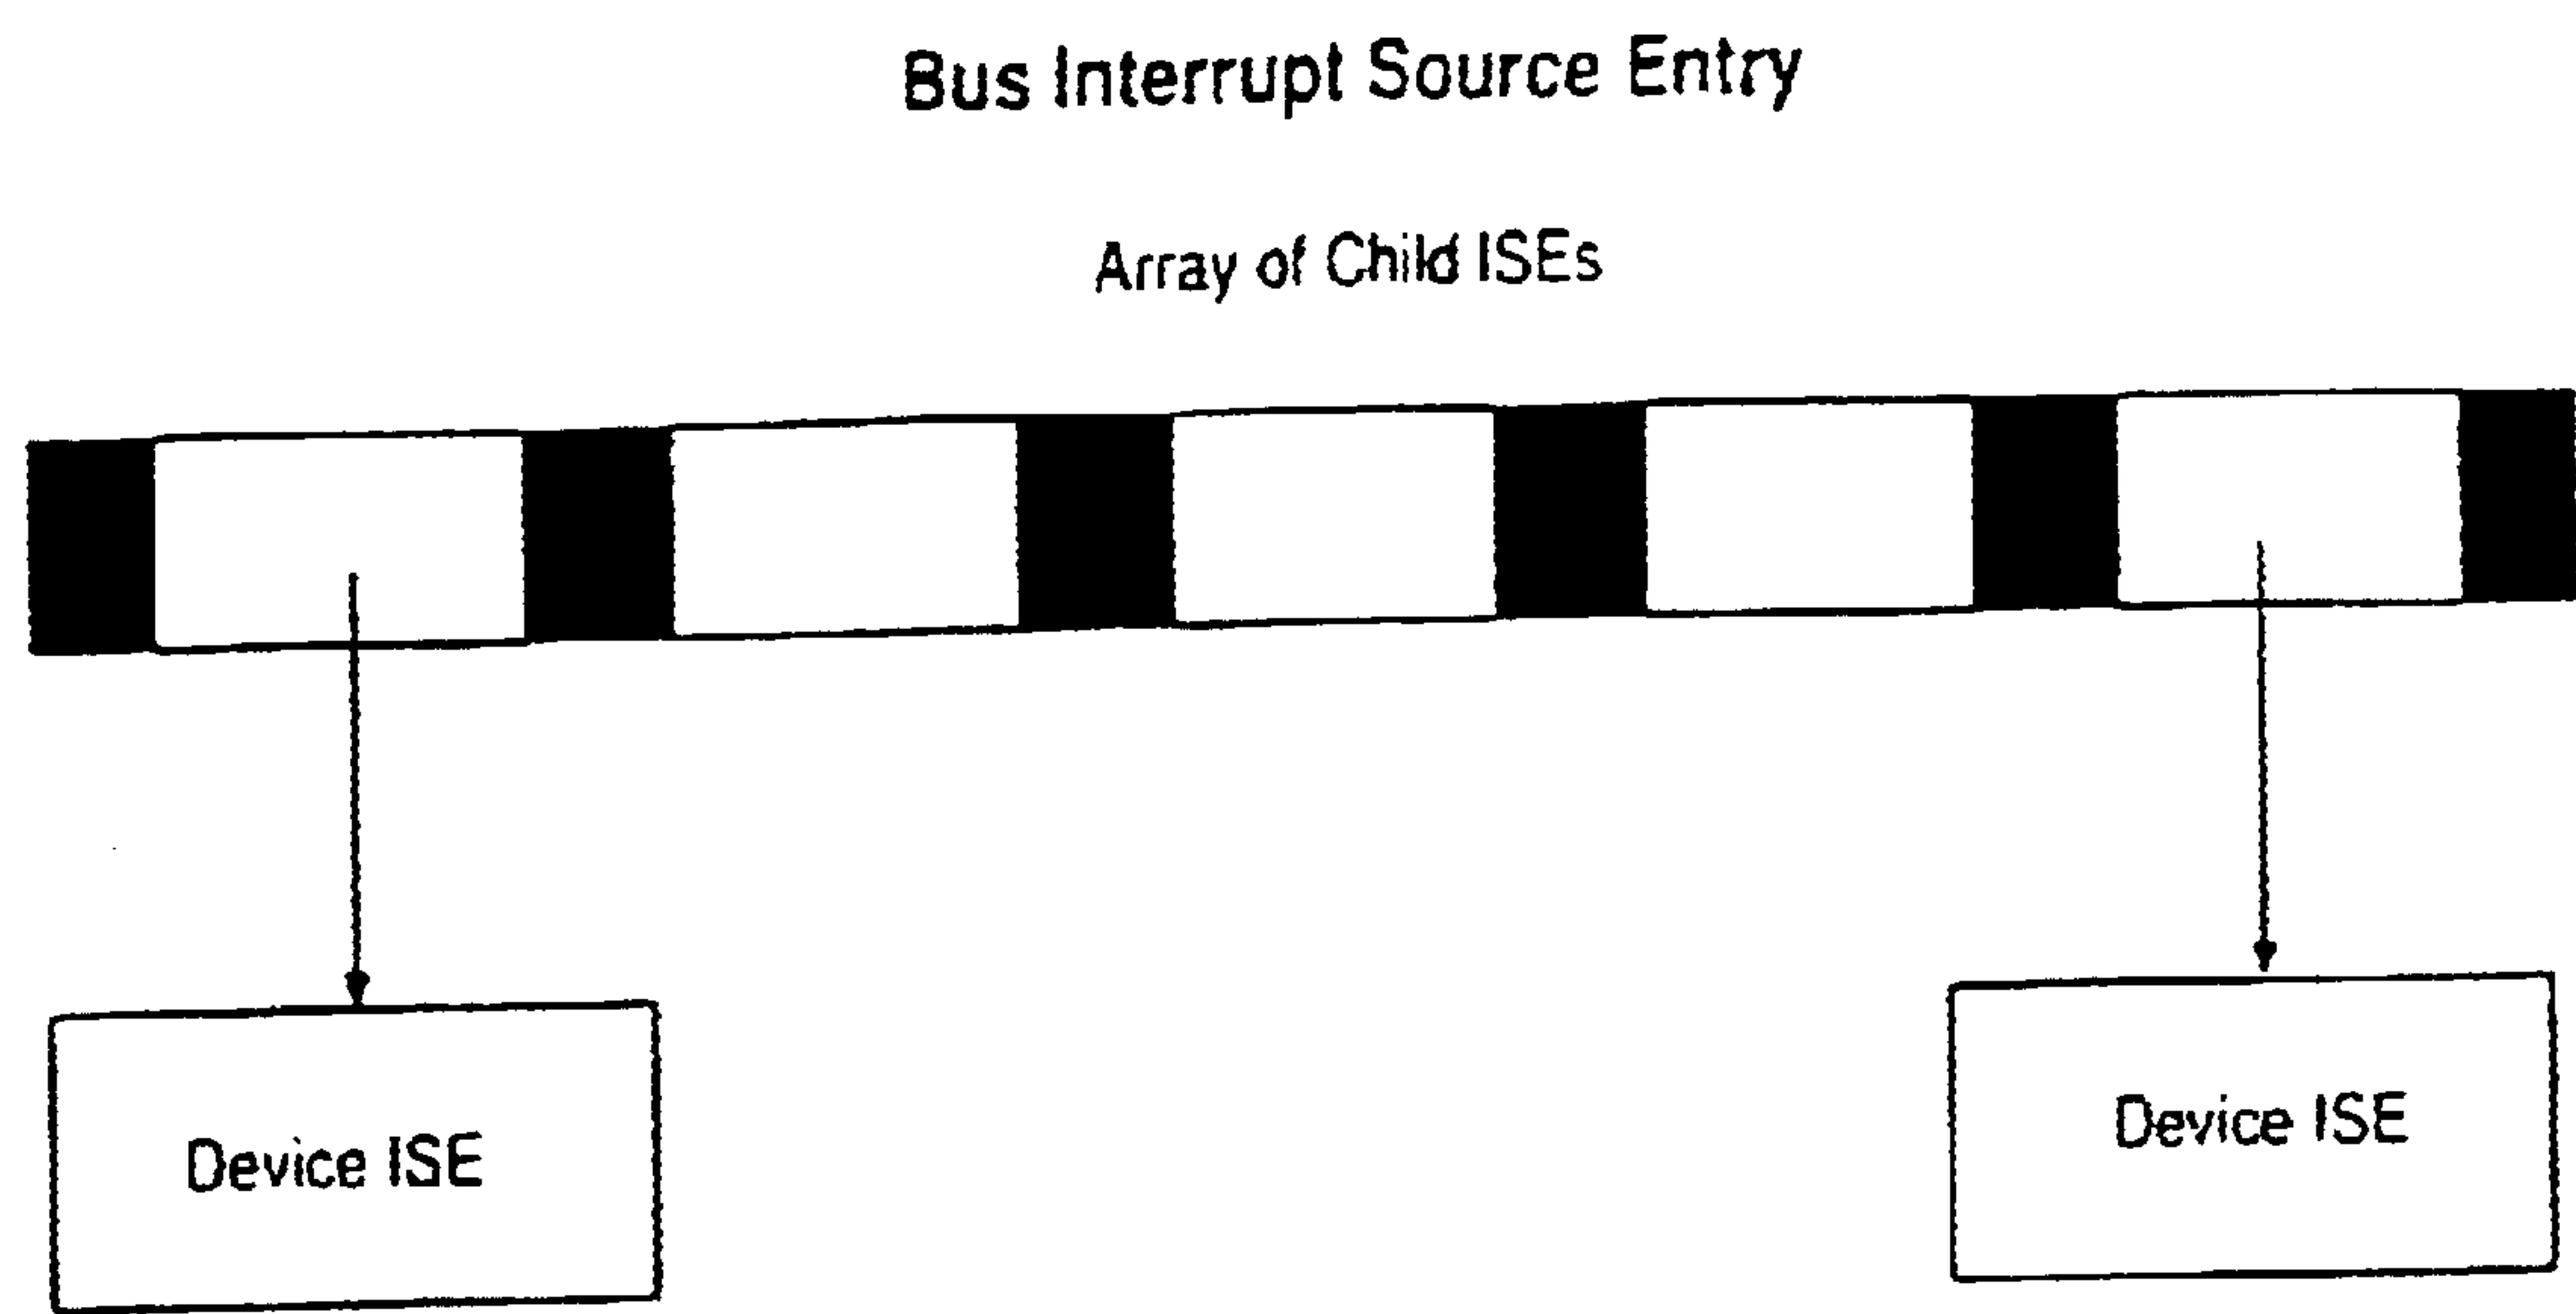 Bus Interrupt Source Entry
Array of Child ISEs
Device ISE
Device ISE